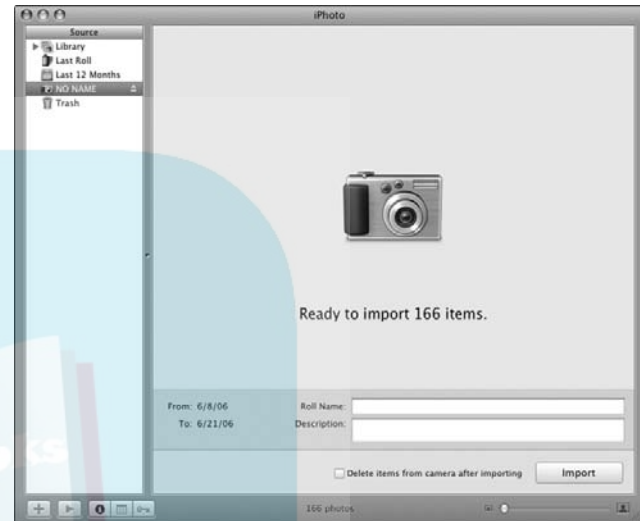 iPhoto
Source
Library
Last Roll
Last 12 Months
NO NAME
Trash
Ready to import 166 items.
From: 6/8/06
To: 6/21/06
Roll Name:
Description:
Delete items from camera after importing
Import
166 photos